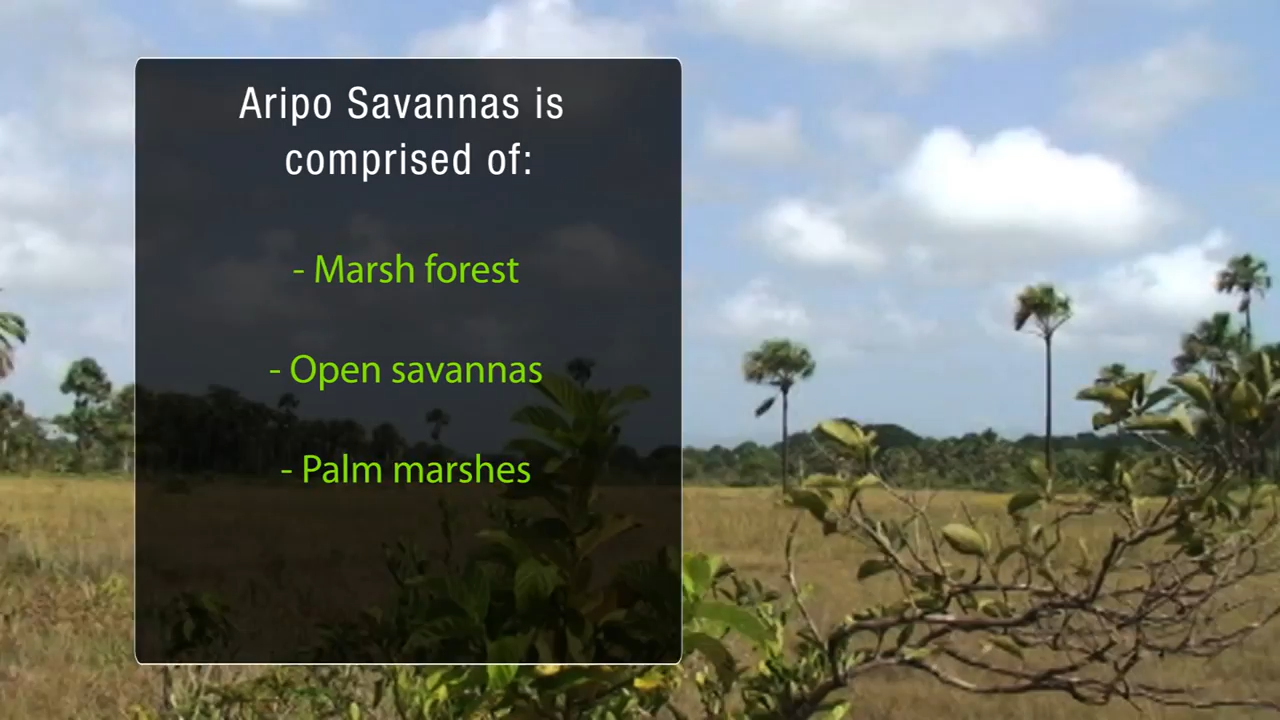 Aripo Savannas is
comprised of:
- Marsh forest
- Open savannas
- Palm marshes